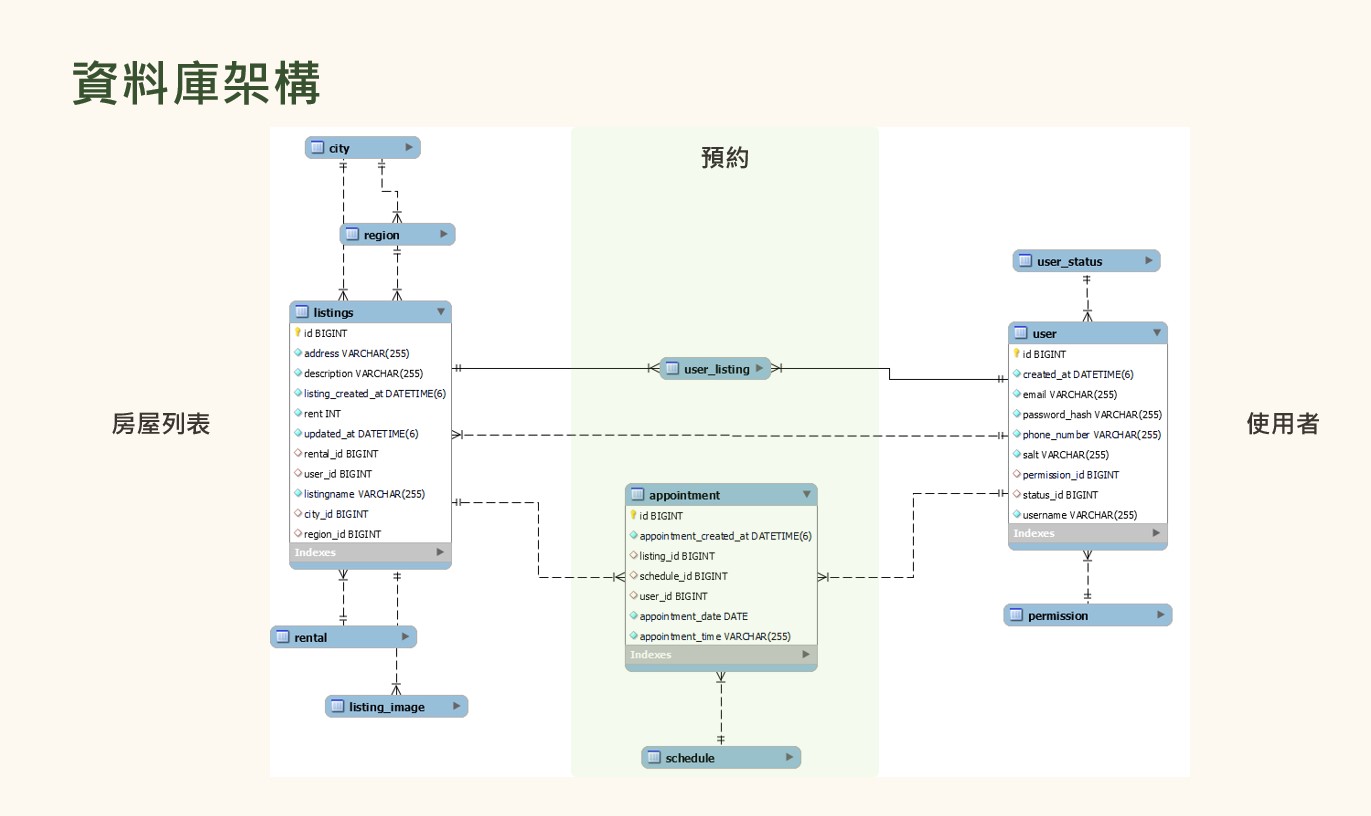 資料庫架構
預約
房屋列表
使用者
city
region
listings
id BIGINT
address VARCHAR(255)
description VARCHAR(255)
listing_created_at DATETIME(6)
rent INT
updated_at DATETIME(6)
rental_id BIGINT
user_id BIGINT
listingname VARCHAR(255)
city_id BIGINT
region_id BIGINT
Indexes
rental
listing_image
user_listing
appointment
id BIGINT
appointment_created_at DATETIME(6)
listing_id BIGINT
schedule_id BIGINT
user_id BIGINT
appointment_date DATE
appointment_time VARCHAR(255)
Indexes
schedule
user_status
user
id BIGINT
created_at DATETIME(6)
email VARCHAR(255)
password_hash VARCHAR(255)
phone_number VARCHAR(255)
salt VARCHAR(255)
permission_id BIGINT
status_id BIGINT
username VARCHAR(255)
Indexes
permission